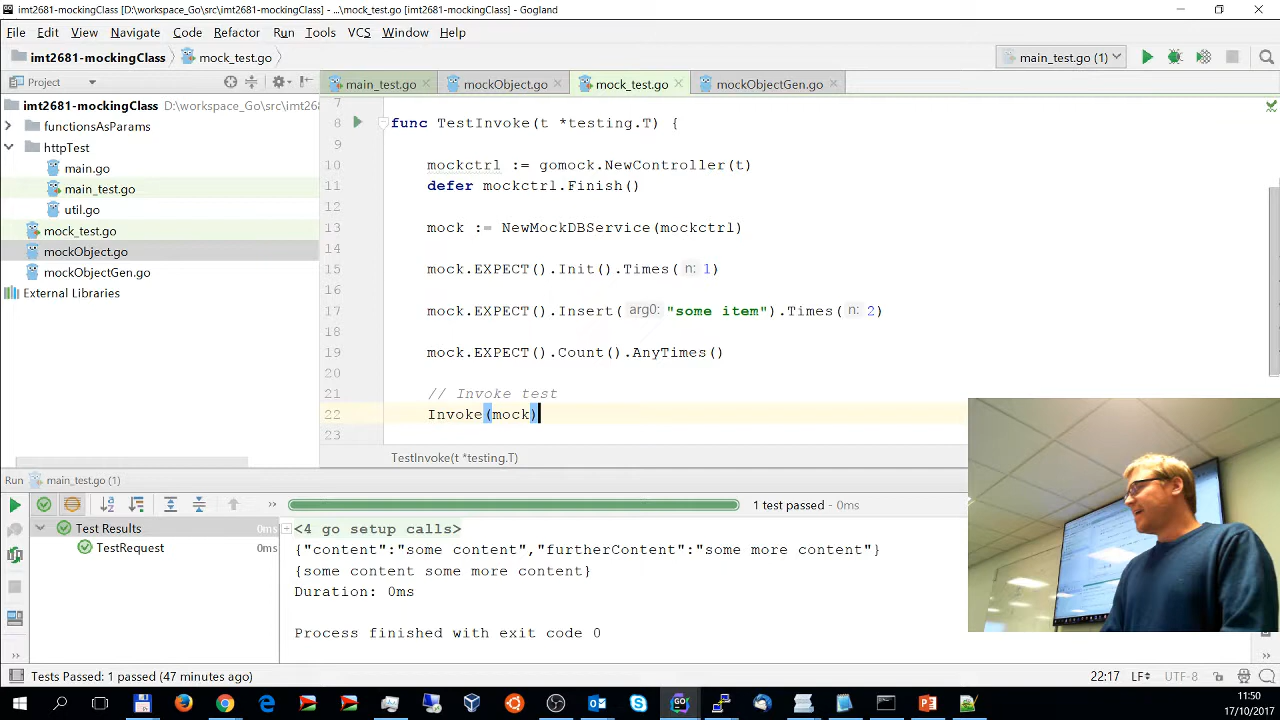 imt2681-mockingClass [D:\workspace_Go\src\imt2681-mockingClass] - ...\mock_test.go [imt2681-mockingClass] - Gogland
File Edit View Navigate Code Refactor Run Tools VCS Window Help
imt2681-mockingClass mock_test.go main_test.go (1)
Project main_test.go mockObject.go mock_test.go mockObjectGen.go
imt2681-mockingClass D:\workspace_Go\src\imt26
functionsAsParams
httpTest
main.go
main_test.go
util.go
mock_test.go
mockObject.go
mockObjectGen.go
External Libraries
7
8 func TestInvoke(t *testing.T) {
9
10 mockctrl := gomock.NewController(t)
11 defer mockctrl.Finish()
12
13 mock := NewMockDBService(mockctrl)
14
15 mock.EXPECT().Init().Times( n: 1)
16
17 mock.EXPECT().Insert( arg0: "some item").Times( n: 2)
18
19 mock.EXPECT().Count().AnyTimes()
20
21 // Invoke test
22 Invoke(mock)
23
TestInvoke(t *testing.T)
Run main_test.go (1)
1 test passed - 0ms
Test Results 0ms
TestRequest 0ms
<4 go setup calls>
{"content":"some content","furtherContent":"some more content"}
{some content some more content}
Duration: 0ms
Process finished with exit code 0
Tests Passed: 1 passed (47 minutes ago) 22:17 LF UTF-8
11:50
17/10/2017